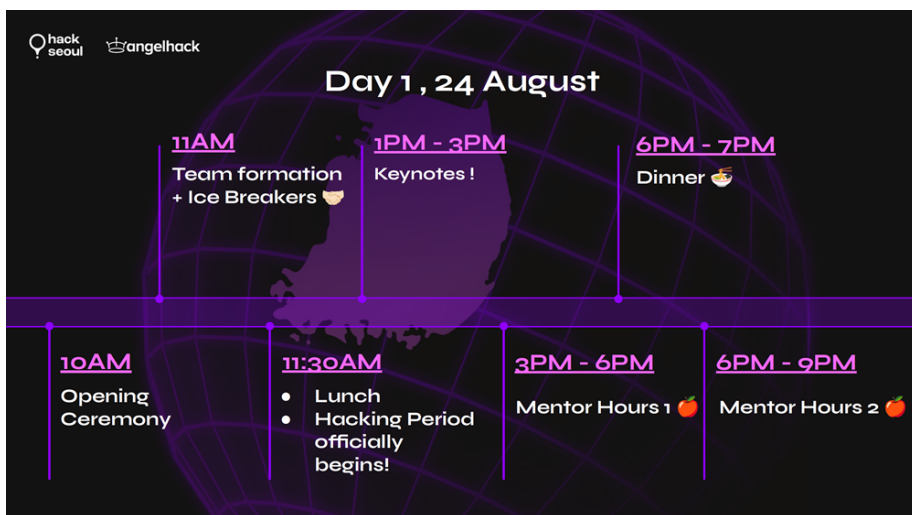 hack
seoul
angelhack
Day 1 , 24 August
11AM
Team formation
+ Ice Breakers 🤝🏻
1PM - 3PM
Keynotes !
6PM - 7PM
Dinner 🍜
10AM
Opening
Ceremony
11:30AM
● Lunch
● Hacking Period
officially
begins!
3PM - 6PM
Mentor Hours 1 🍎
6PM - 9PM
Mentor Hours 2 🍎